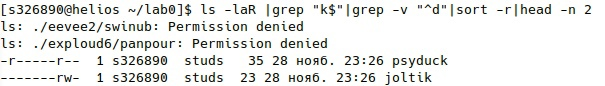 [s326890@helios ~/lab0]$ ls -laR |grep "k$"|grep -v "^d"|sort -r|head -n 2
ls: ./eevee2/swinub: Permission denied
ls: ./exploud6/panpour: Permission denied
-r-----r--  1 s326890  studs   35 28 нояб. 23:26 psyduck
-------rw-  1 s326890  studs  23 28 нояб. 23:26 joltik